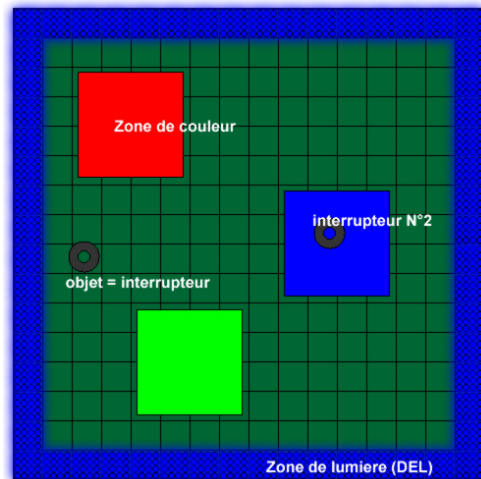 Zone de couleur
interrupteur N°2
objet = interrupteur
Zone de lumiere (DEL)